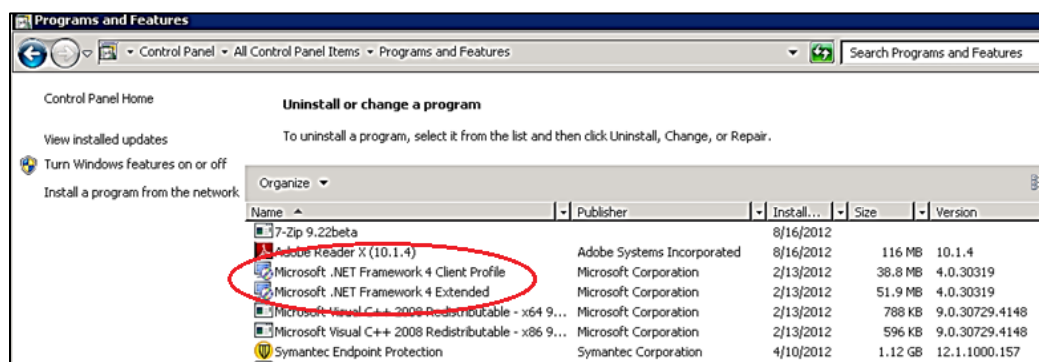 Programs and Features
Control Panel All Control Panel Items Programs and Features Search Programs and Features
Control Panel Home
Uninstall or change a program
View installed updates
To uninstall a program, select it from the list and then click Uninstall, Change, or Repair.
Turn Windows features on or off
Install a program from the network
Organize
Name Publisher Install... Size Version
7-Zip 9.22beta 8/16/2012
Adobe Reader X (10.1.4) Adobe Systems Incorporated 8/16/2012 116 MB 10.1.4
Microsoft .NET Framework 4 Client Profile Microsoft Corporation 2/13/2012 38.8 MB 4.0.30319
Microsoft .NET Framework 4 Extended Microsoft Corporation 2/13/2012 51.9 MB 4.0.30319
Microsoft Visual C++ 2008 Redistributable - x64 9... Microsoft Corporation 2/13/2012 788 KB 9.0.30729.4148
Microsoft Visual C++ 2008 Redistributable - x86 9... Microsoft Corporation 2/13/2012 596 KB 9.0.30729.4148
Symantec Endpoint Protection Symantec Corporation 4/10/2012 1.12 GB 12.1.1000.157